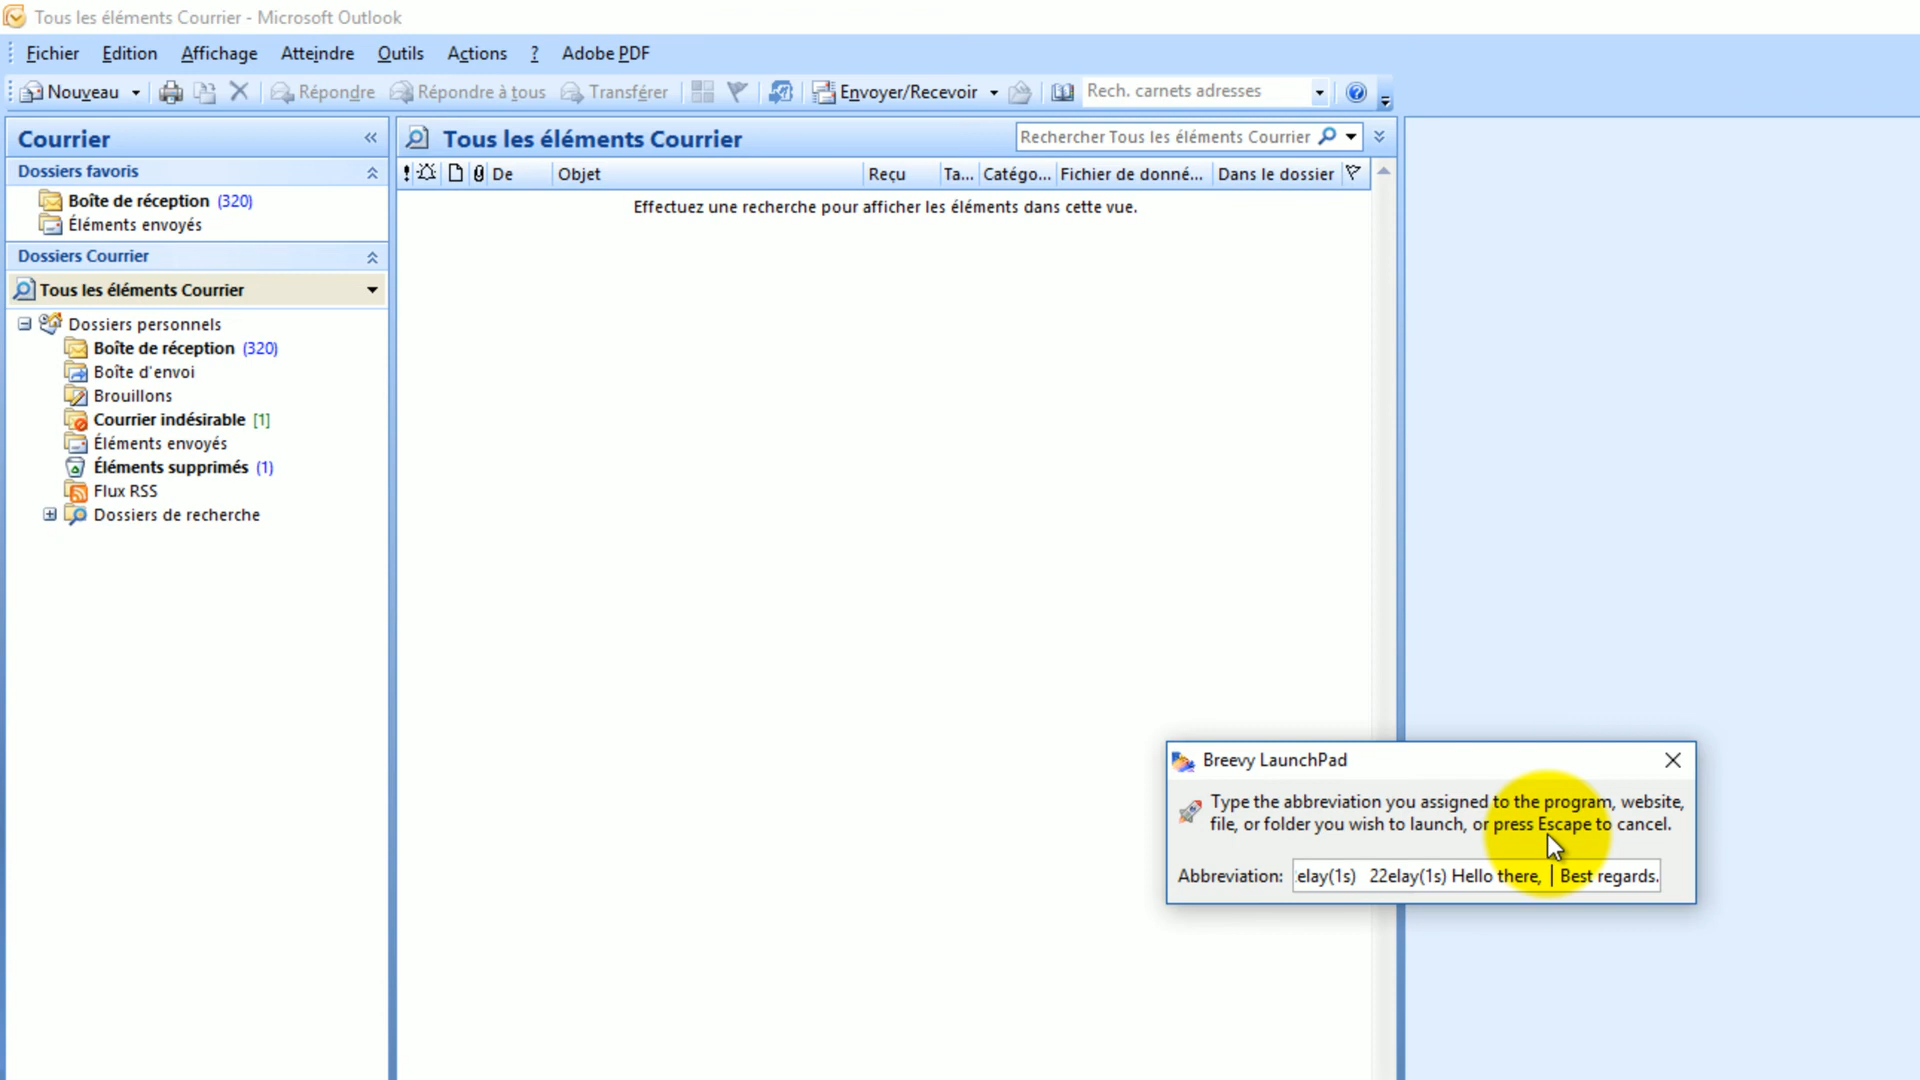 Tous les éléments Courrier - Microsoft Outlook
Fichier Edition Affichage Atteindre Outils Actions ? Adobe PDF
Nouveau Répondre Répondre à tous Transférer Envoyer/Recevoir Rech. carnets adresses
Courrier
Dossiers favoris
Boîte de réception (320)
Éléments envoyés
Dossiers Courrier
Tous les éléments Courrier
Dossiers personnels
Boîte de réception (320)
Boîte d'envoi
Brouillons
Courrier indésirable [1]
Éléments envoyés
Éléments supprimés (1)
Flux RSS
Dossiers de recherche
Tous les éléments Courrier Rechercher Tous les éléments Courrier
De Objet Reçu Ta... Catégo... Fichier de donné... Dans le dossier
Effectuez une recherche pour afficher les éléments dans cette vue.
Breevy LaunchPad
Type the abbreviation you assigned to the program, website,
file, or folder you wish to launch, or press Escape to cancel.
Abbreviation: elay(1s) 22elay(1s) Hello there, Best regards.